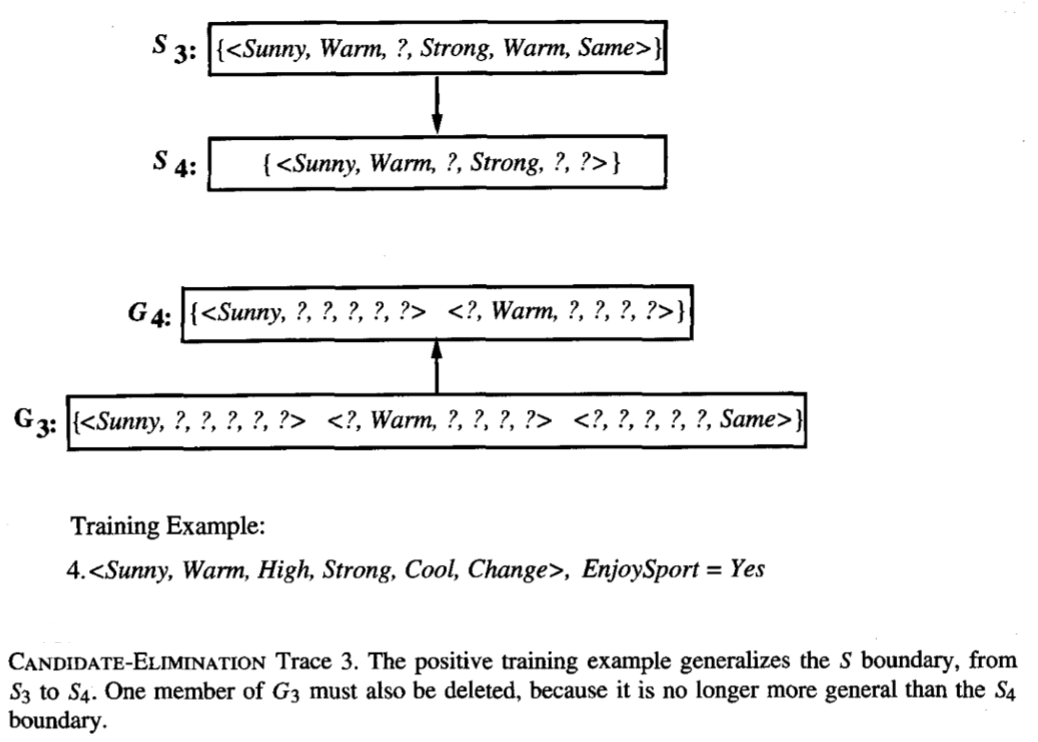 S 3: {<Sunny, Warm, ?, Strong, Warm, Same>}
S 4: {<Sunny, Warm, ?, Strong, ?, ?>}
G 4: {<Sunny, ?, ?, ?, ?, ?> <?, Warm, ?, ?, ?, ?>}
G 3: {<Sunny, ?, ?, ?, ?, ?> <?, Warm, ?, ?, ?, ?> <?, ?, ?, ?, ?, Same>}
Training Example:
4.<Sunny, Warm, High, Strong, Cool, Change>, EnjoySport = Yes
CANDIDATE-ELIMINATION Trace 3. The positive training example generalizes the S boundary, from
S3 to S4. One member of G3 must also be deleted, because it is no longer more general than the S4
boundary.